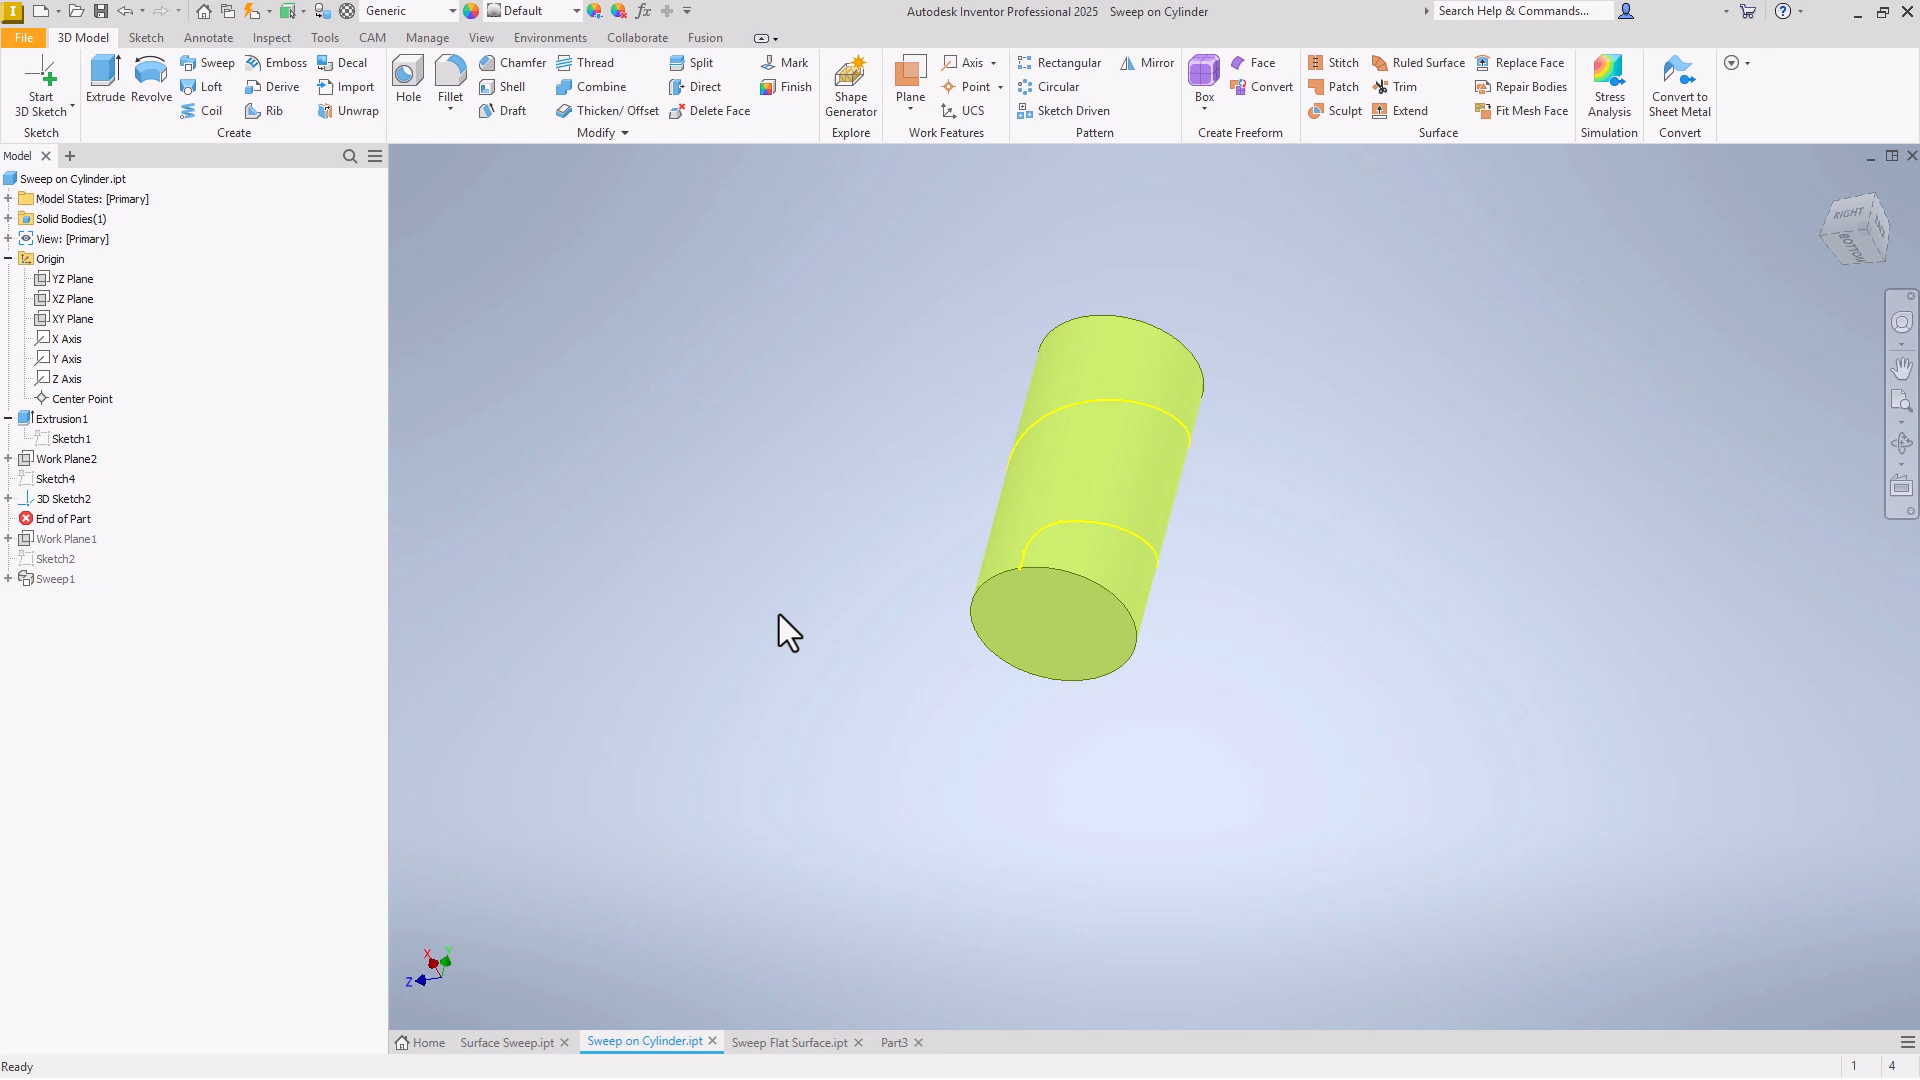 Generic
Default
fx
Autodesk Inventor Professional 2025 Sweep on Cylinder
Search Help & Commands...
File 3D Model Sketch Annotate Inspect Tools CAM Manage View Environments Collaborate Fusion
Start
3D Sketch
Sketch
Extrude Revolve
Sweep Emboss Decal
Loft Derive Import
Coil Rib Unwrap
Create
Hole Fillet
Chamfer Thread Split Mark
Shell Combine Direct Finish
Draft Thicken/ Offset Delete Face
Modify
Shape
Generator
Explore
Plane
Axis
Point
UCS
Work Features
Rectangular Mirror
Circular
Sketch Driven
Pattern
Box
Face
Convert
Create Freeform
Stitch Ruled Surface Replace Face
Patch Trim Repair Bodies
Sculpt Extend Fit Mesh Face
Surface
Stress
Analysis
Simulation
Convert to
Sheet Metal
Convert
Model
Sweep on Cylinder.ipt
Model States: [Primary]
Solid Bodies(1)
View: [Primary]
Origin
YZ Plane
XZ Plane
XY Plane
X Axis
Y Axis
Z Axis
Center Point
Extrusion1
Sketch1
Work Plane2
Sketch4
3D Sketch2
End of Part
Work Plane1
Sketch2
Sweep1
RIGHT
BOTTOM
X Y
Z
Home Surface Sweep.ipt Sweep on Cylinder.ipt Sweep Flat Surface.ipt Part3
Ready
1 4